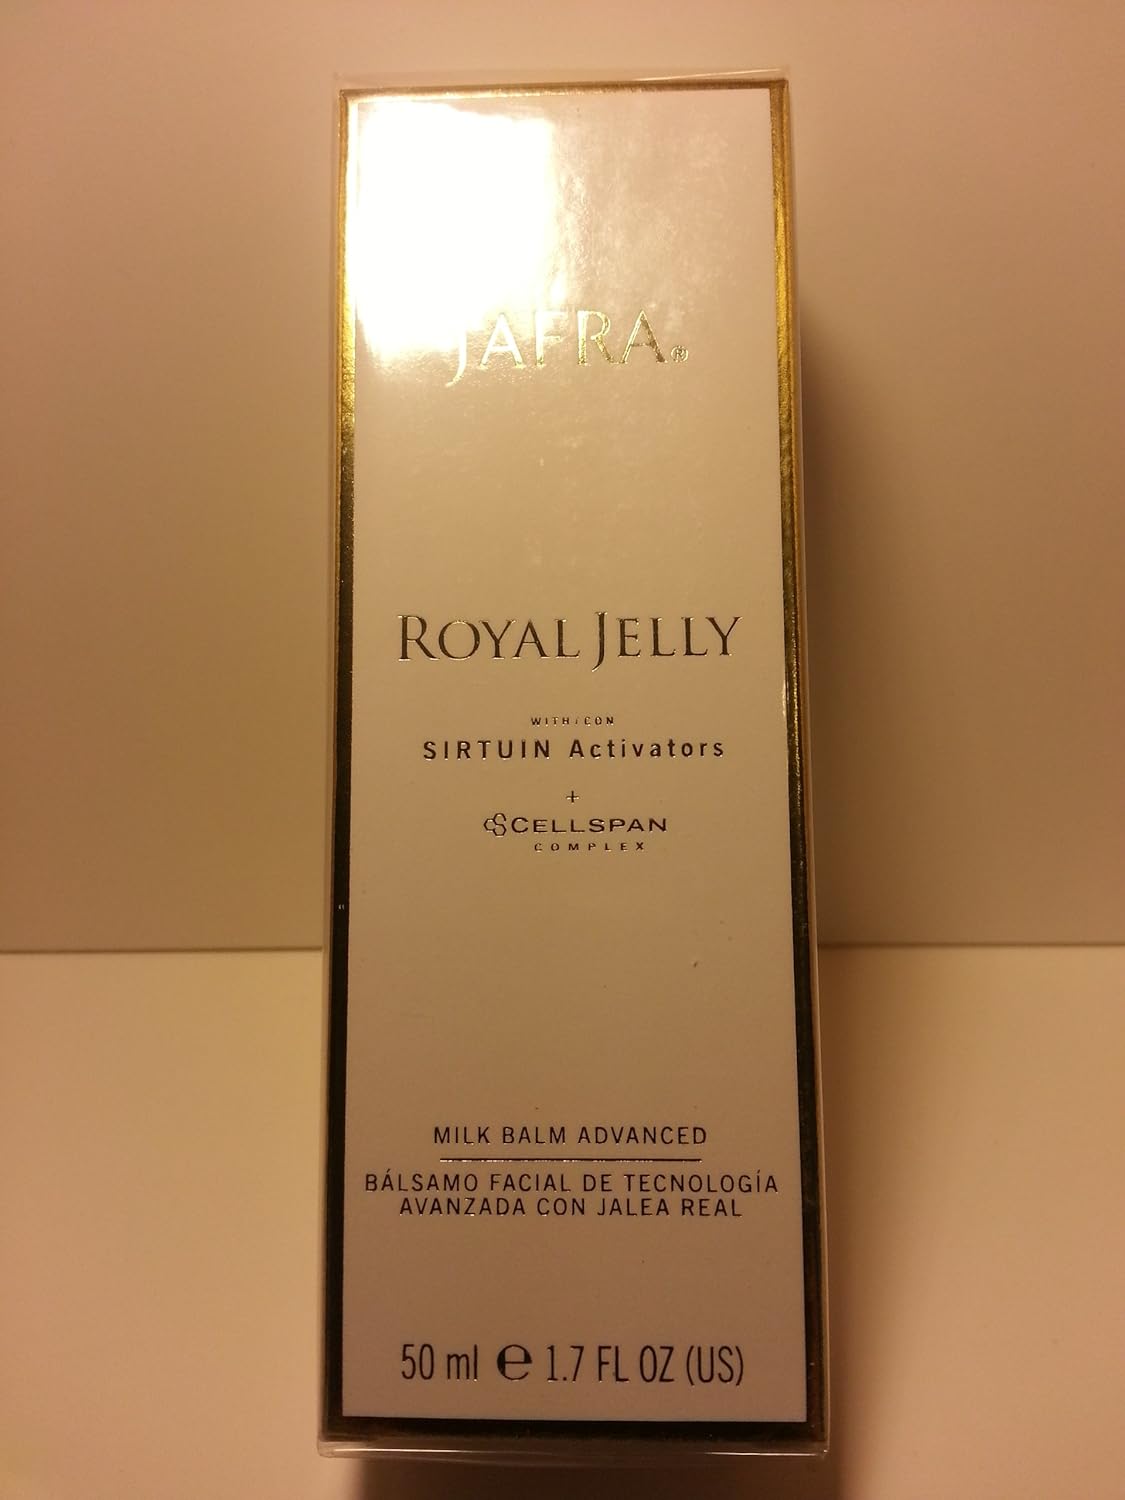 JAFRA®
ROYAL JELLY
WITH/CON
SIRTUIN Activators
+
CELLSPAN
COMPLEX
MILK BALM ADVANCED
BÁLSAMO FACIAL DE TECNOLOGÍA
AVANZADA CON JALEA REAL
50 ml ℮ 1.7 FL OZ (US)